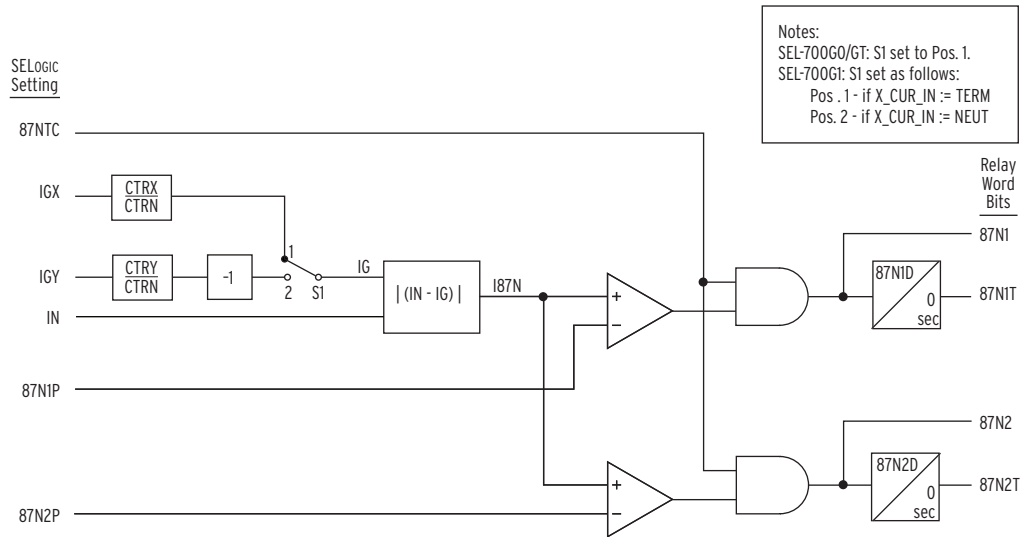 Notes:
SEL-700G0/GT: S1 set to Pos. 1.
SEL-700G1: S1 set as follows:
Pos . 1 - if X_CUR_IN := TERM
Pos. 2 - if X_CUR_IN := NEUT
SELOGIC
Setting
87NTC
IGX
CTRX
CTRN
IGY
CTRY
CTRN
-1
1
2
S1
IG
IN
| (IN - IG) |
I87N
+
–
87N1P
+
–
87N2P
Relay
Word
Bits
87N1
87N1D
0
sec
87N1T
87N2
87N2D
0
sec
87N2T